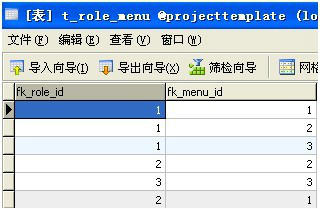 [表] t_role_menu @projecttemplate (lo
文件(F) 编辑(E) 查看(V) 窗口(W)
导入向导(I) 导出向导(X) 筛检向导 网格
fk_role_id fk_menu_id
1 1
1 2
1 3
2 2
3 3
2 1